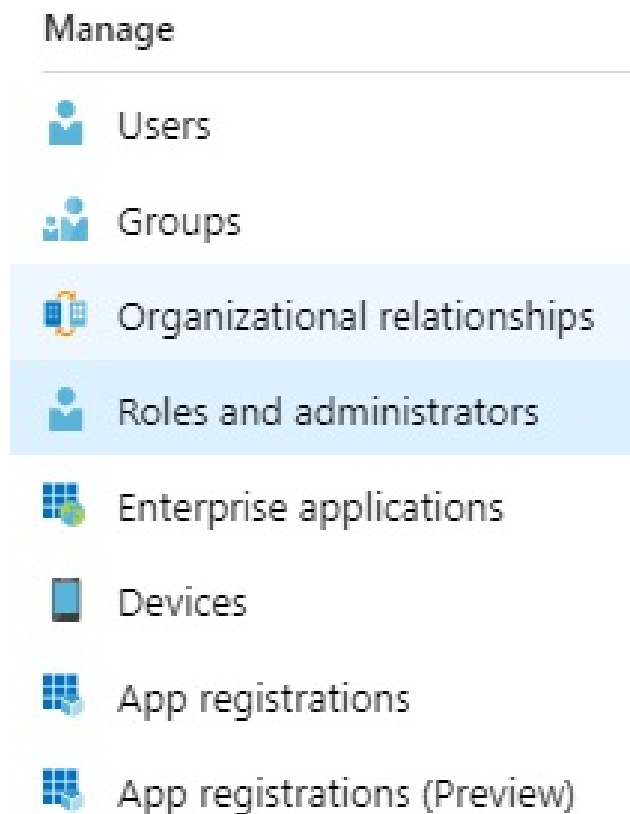 Manage
Users
Groups
Organizational relationships
Roles and administrators
Enterprise applications
Devices
App registrations
App registrations (Preview)